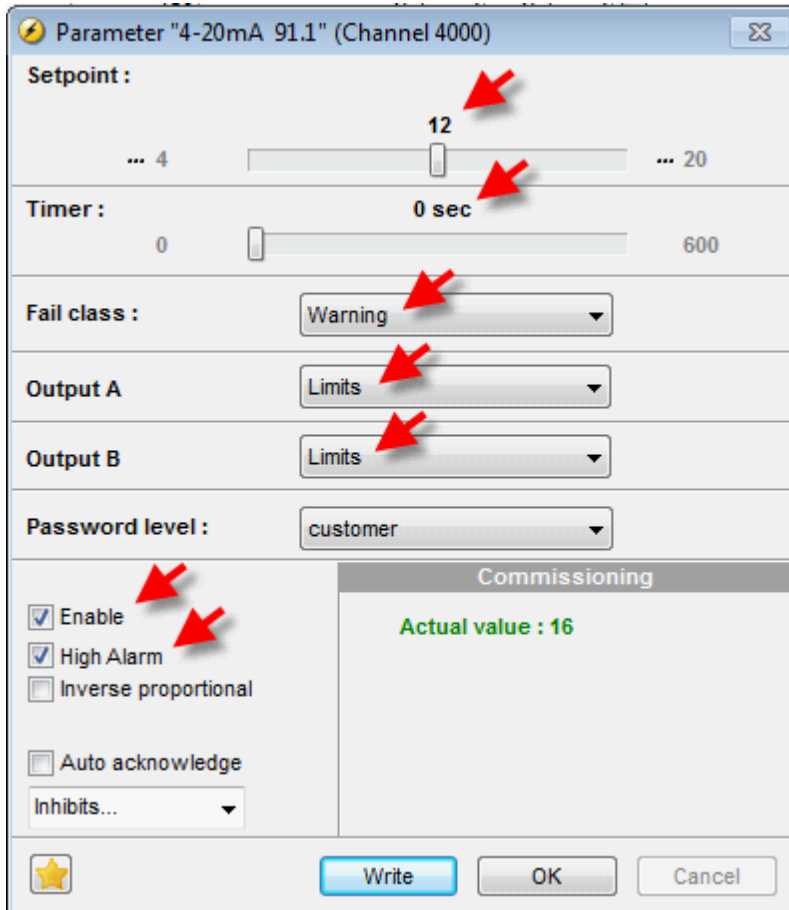 Parameter "4-20mA 91.1" (Channel 4000)
Setpoint :
12
... 4 ... 20
Timer : 0 sec
0 600
Fail class : Warning
Output A Limits
Output B Limits
Password level : customer
Commissioning
Enable
Actual value : 16
High Alarm
Inverse proportional
Auto acknowledge
Inhibits...
Write OK Cancel